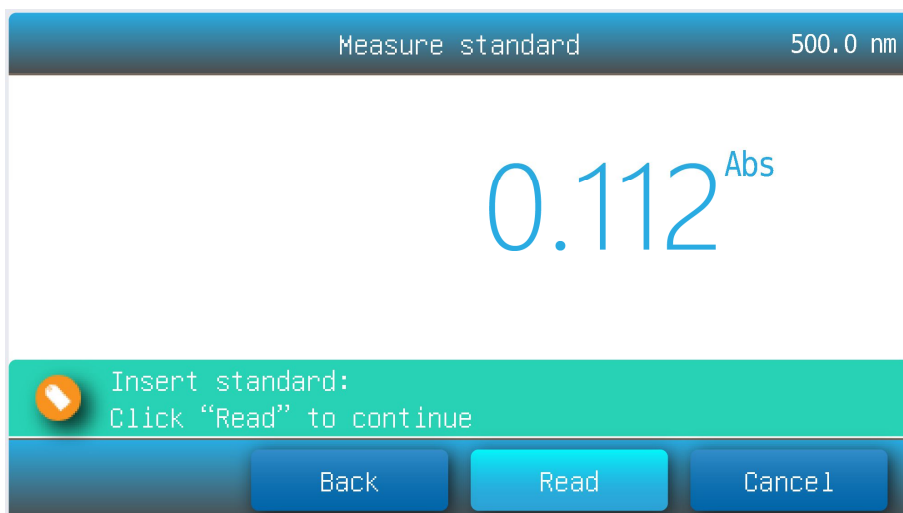 Measure standard 500.0 nm
0.112 Abs
Insert standard:
Click “Read” to continue
Back Read Cancel